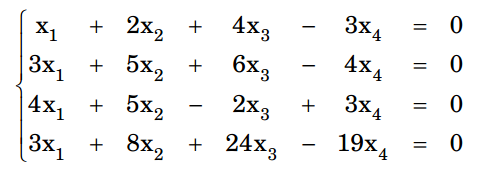 x₁ + 2x₂ + 4x₃ - 3x₄ = 0
3x₁ + 5x₂ + 6x₃ - 4x₄ = 0
4x₁ + 5x₂ - 2x₃ + 3x₄ = 0
3x₁ + 8x₂ + 24x₃ - 19x₄ = 0